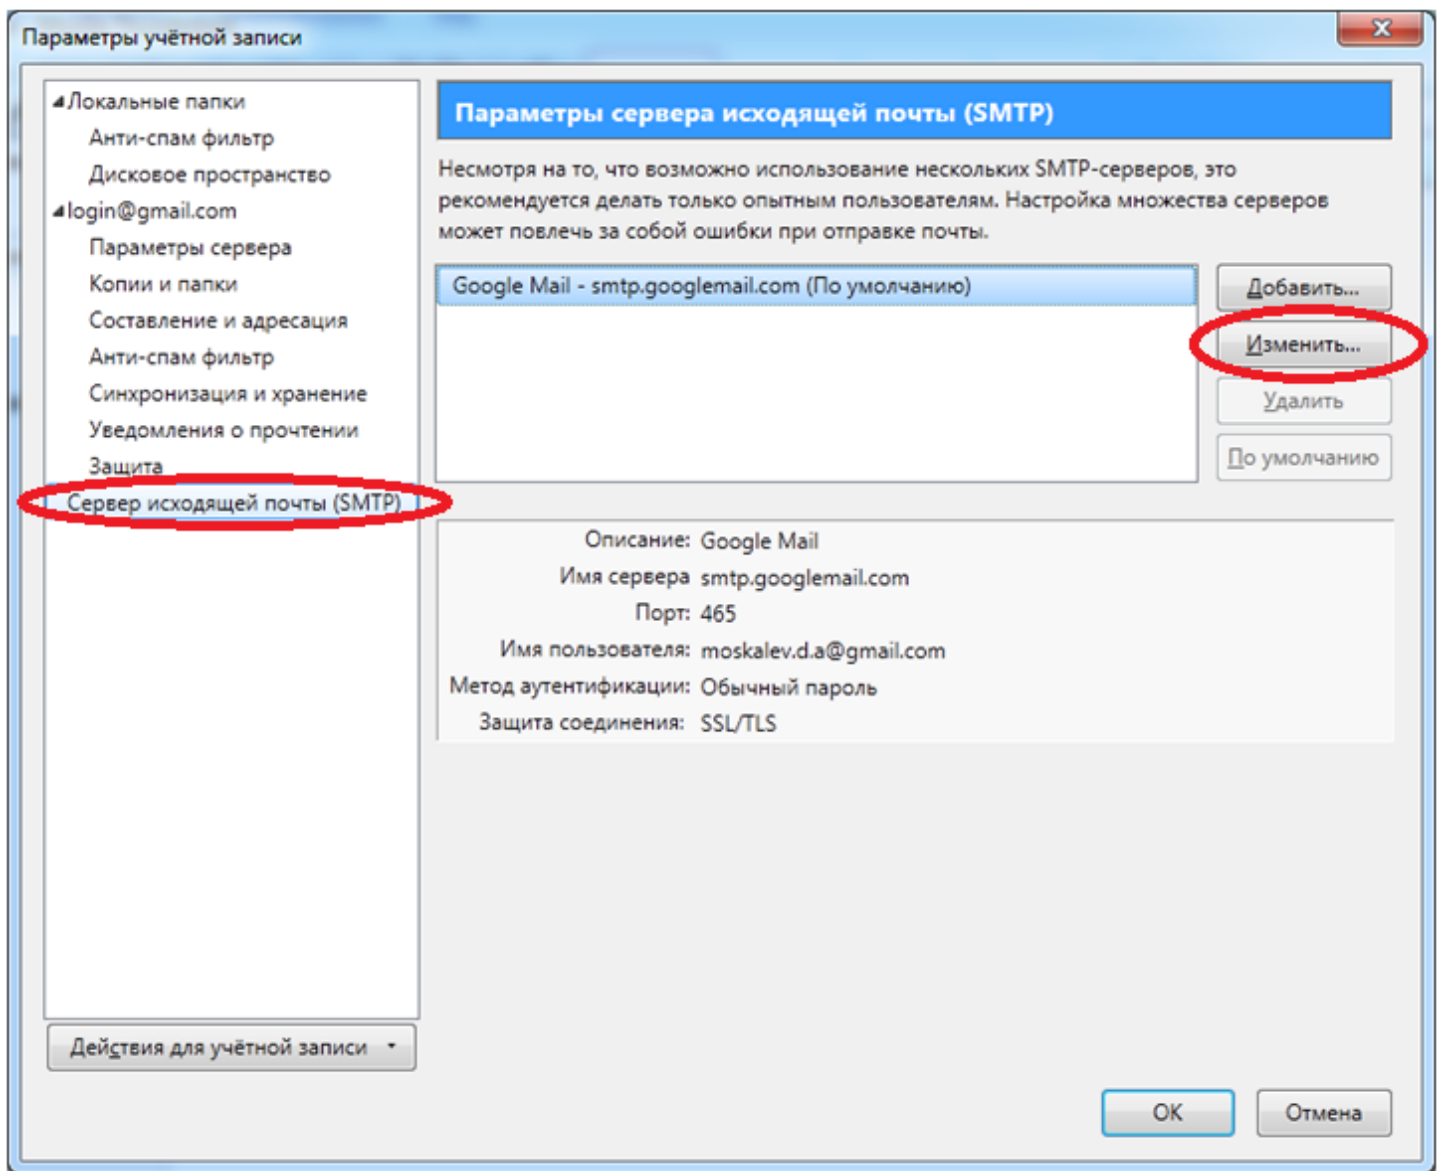 Параметры учётной записи
Локальные папки
Анти-спам фильтр
Дисковое пространство
login@gmail.com
Параметры сервера
Копии и папки
Составление и адресация
Анти-спам фильтр
Синхронизация и хранение
Уведомления о прочтении
Защита
Сервер исходящей почты (SMTP)
Действия для учётной записи
Параметры сервера исходящей почты (SMTP)
Несмотря на то, что возможно использование нескольких SMTP-серверов, это
рекомендуется делать только опытным пользователям. Настройка множества серверов
может повлечь за собой ошибки при отправке почты.
Google Mail - smtp.googlemail.com (По умолчанию)
Добавить...
Изменить...
Удалить
По умолчанию
Описание: Google Mail
Имя сервера smtp.googlemail.com
Порт: 465
Имя пользователя: moskalev.d.a@gmail.com
Метод аутентификации: Обычный пароль
Защита соединения: SSL/TLS
OK
Отмена